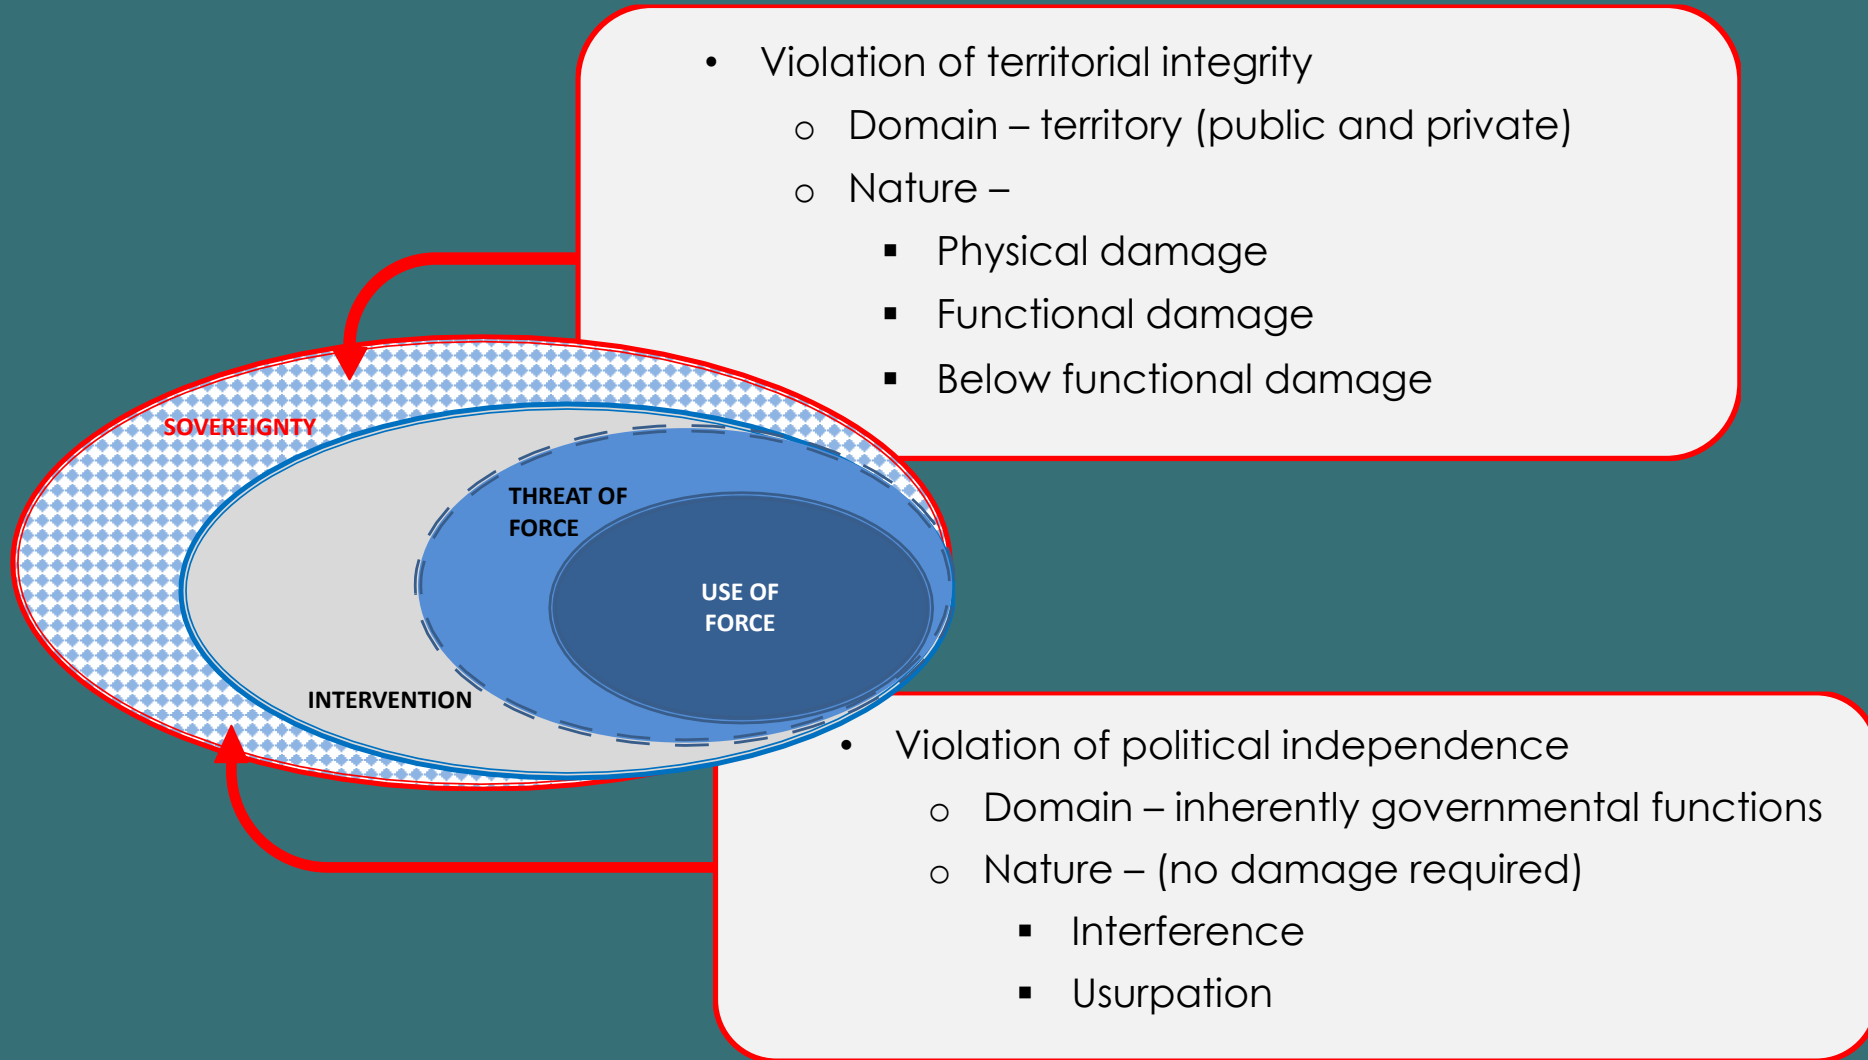 • Violation of territorial integrity
o Domain – territory (public and private)
o Nature –
▪ Physical damage
▪ Functional damage
▪ Below functional damage
SOVEREIGNTY
THREAT OF
FORCE
USE OF
FORCE
INTERVENTION
• Violation of political independence
o Domain – inherently governmental functions
o Nature – (no damage required)
▪ Interference
▪ Usurpation